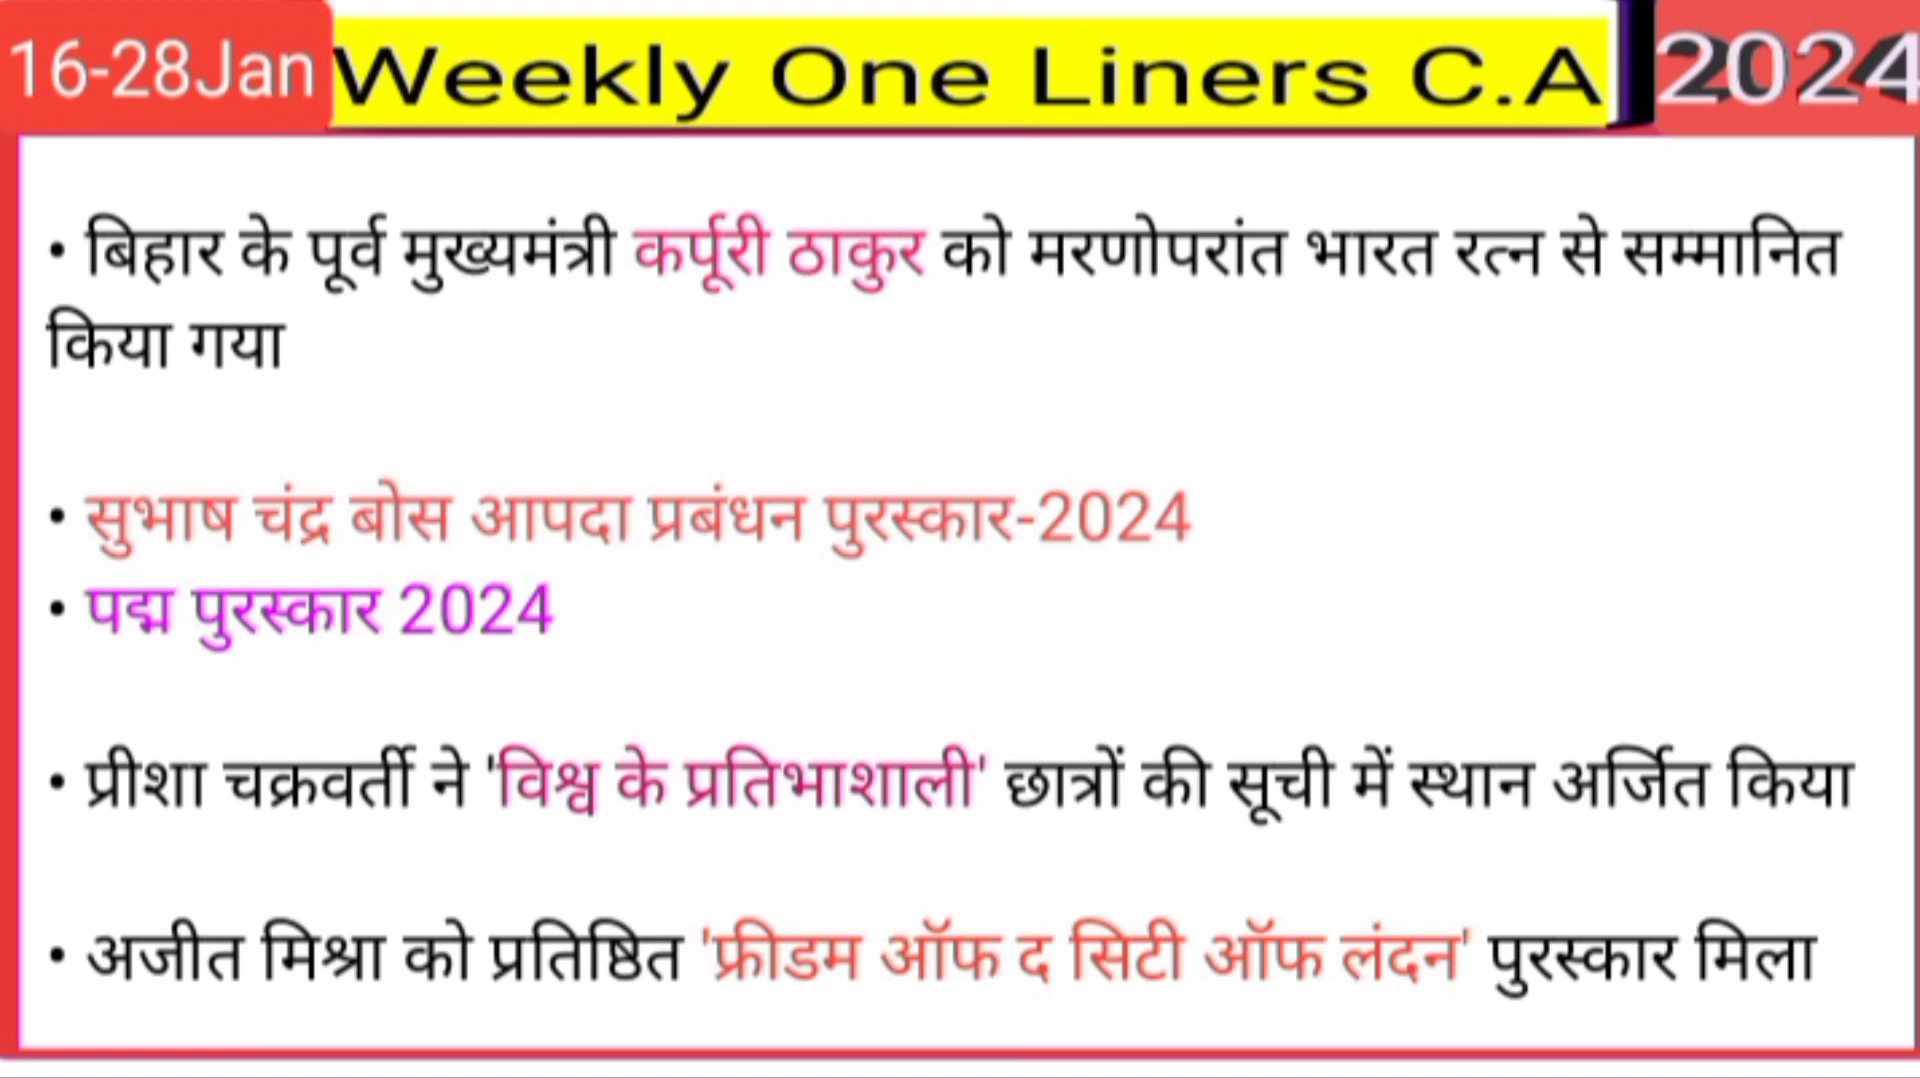 16-28Jan Weekly One Liners C.A 2024
• बिहार के पूर्व मुख्यमंत्री कर्पूरी ठाकुर को मरणोपरांत भारत रत्न से सम्मानित
किया गया
• सुभाष चंद्र बोस आपदा प्रबंधन पुरस्कार-2024
• पद्म पुरस्कार 2024
• प्रीशा चक्रवर्ती ने 'विश्व के प्रतिभाशाली' छात्रों की सूची में स्थान अर्जित किया
• अजीत मिश्रा को प्रतिष्ठित 'फ्रीडम ऑफ द सिटी ऑफ लंदन' पुरस्कार मिला